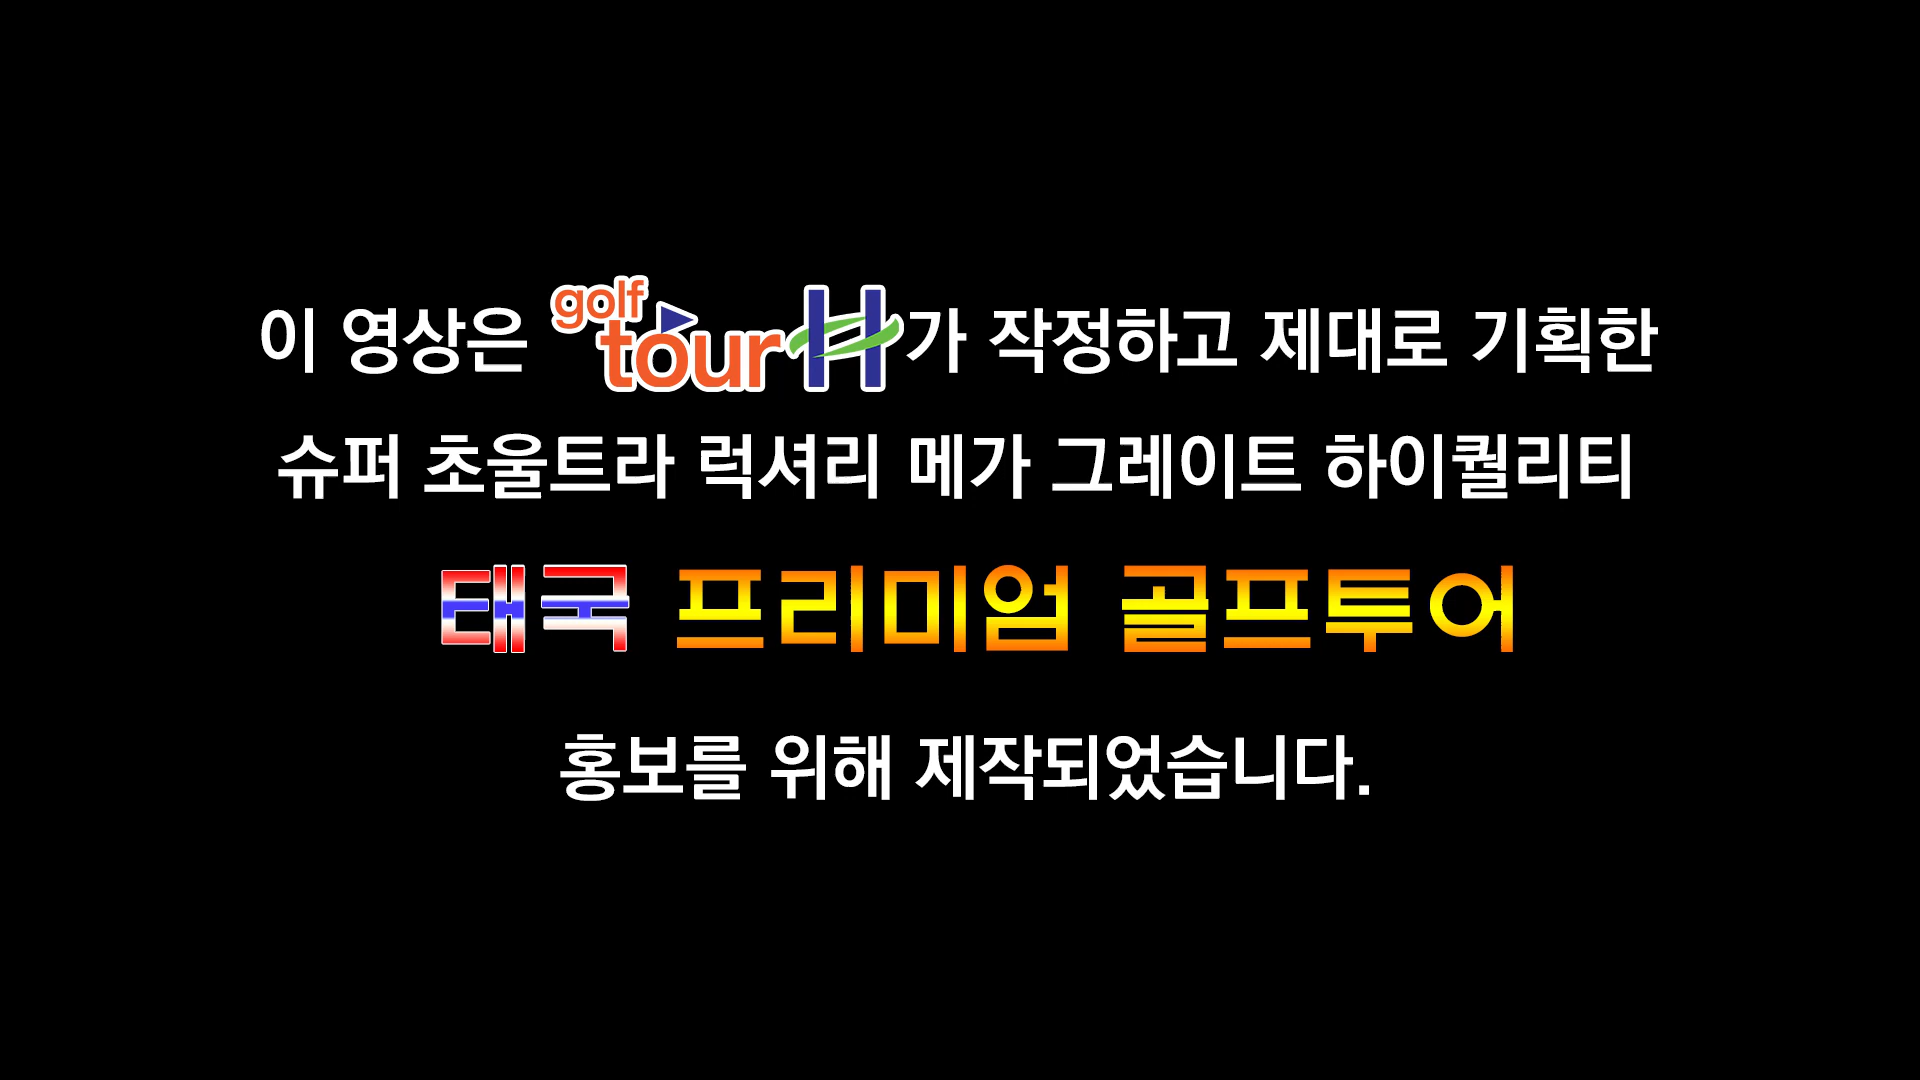 이 영상은 golf tour H가 작정하고 제대로 기획한
슈퍼 초울트라 럭셔리 메가 그레이트 하이퀄리티
태국 프리미엄 골프투어
홍보를 위해 제작되었습니다.